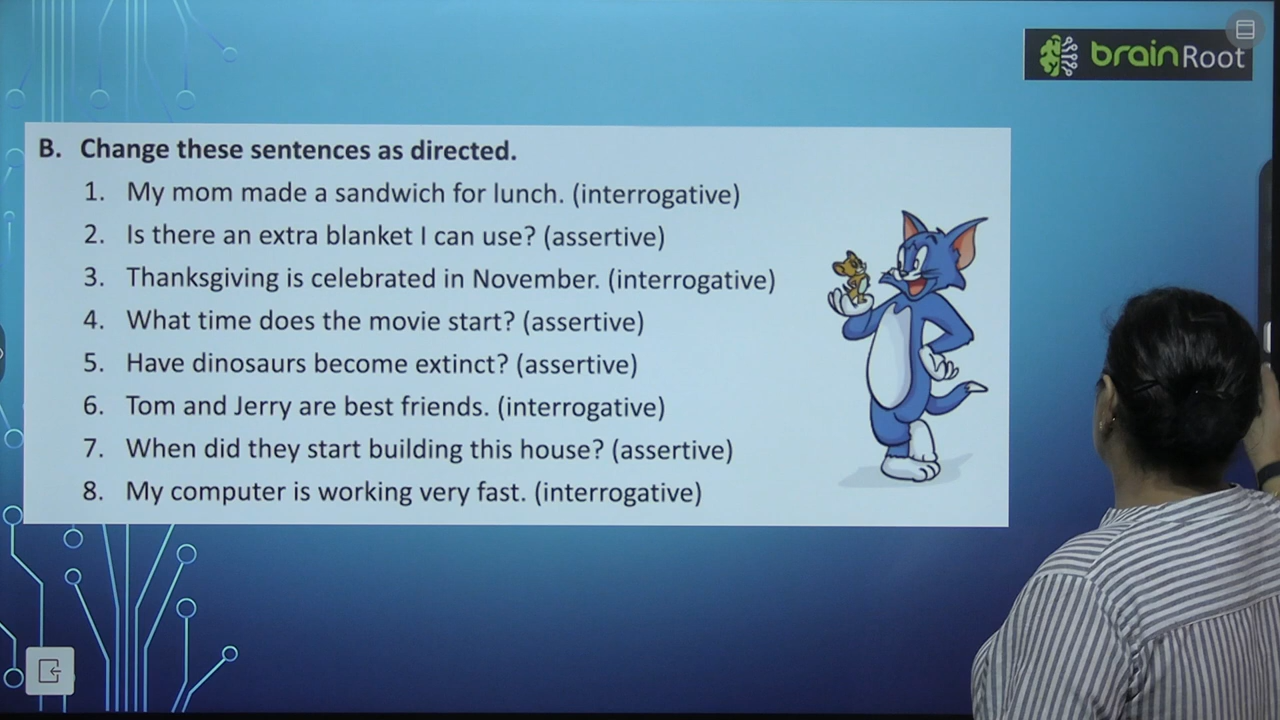 brainRoot
B. Change these sentences as directed.
1. My mom made a sandwich for lunch. (interrogative)
2. Is there an extra blanket I can use? (assertive)
3. Thanksgiving is celebrated in November. (interrogative)
4. What time does the movie start? (assertive)
5. Have dinosaurs become extinct? (assertive)
6. Tom and Jerry are best friends. (interrogative)
7. When did they start building this house? (assertive)
8. My computer is working very fast. (interrogative)